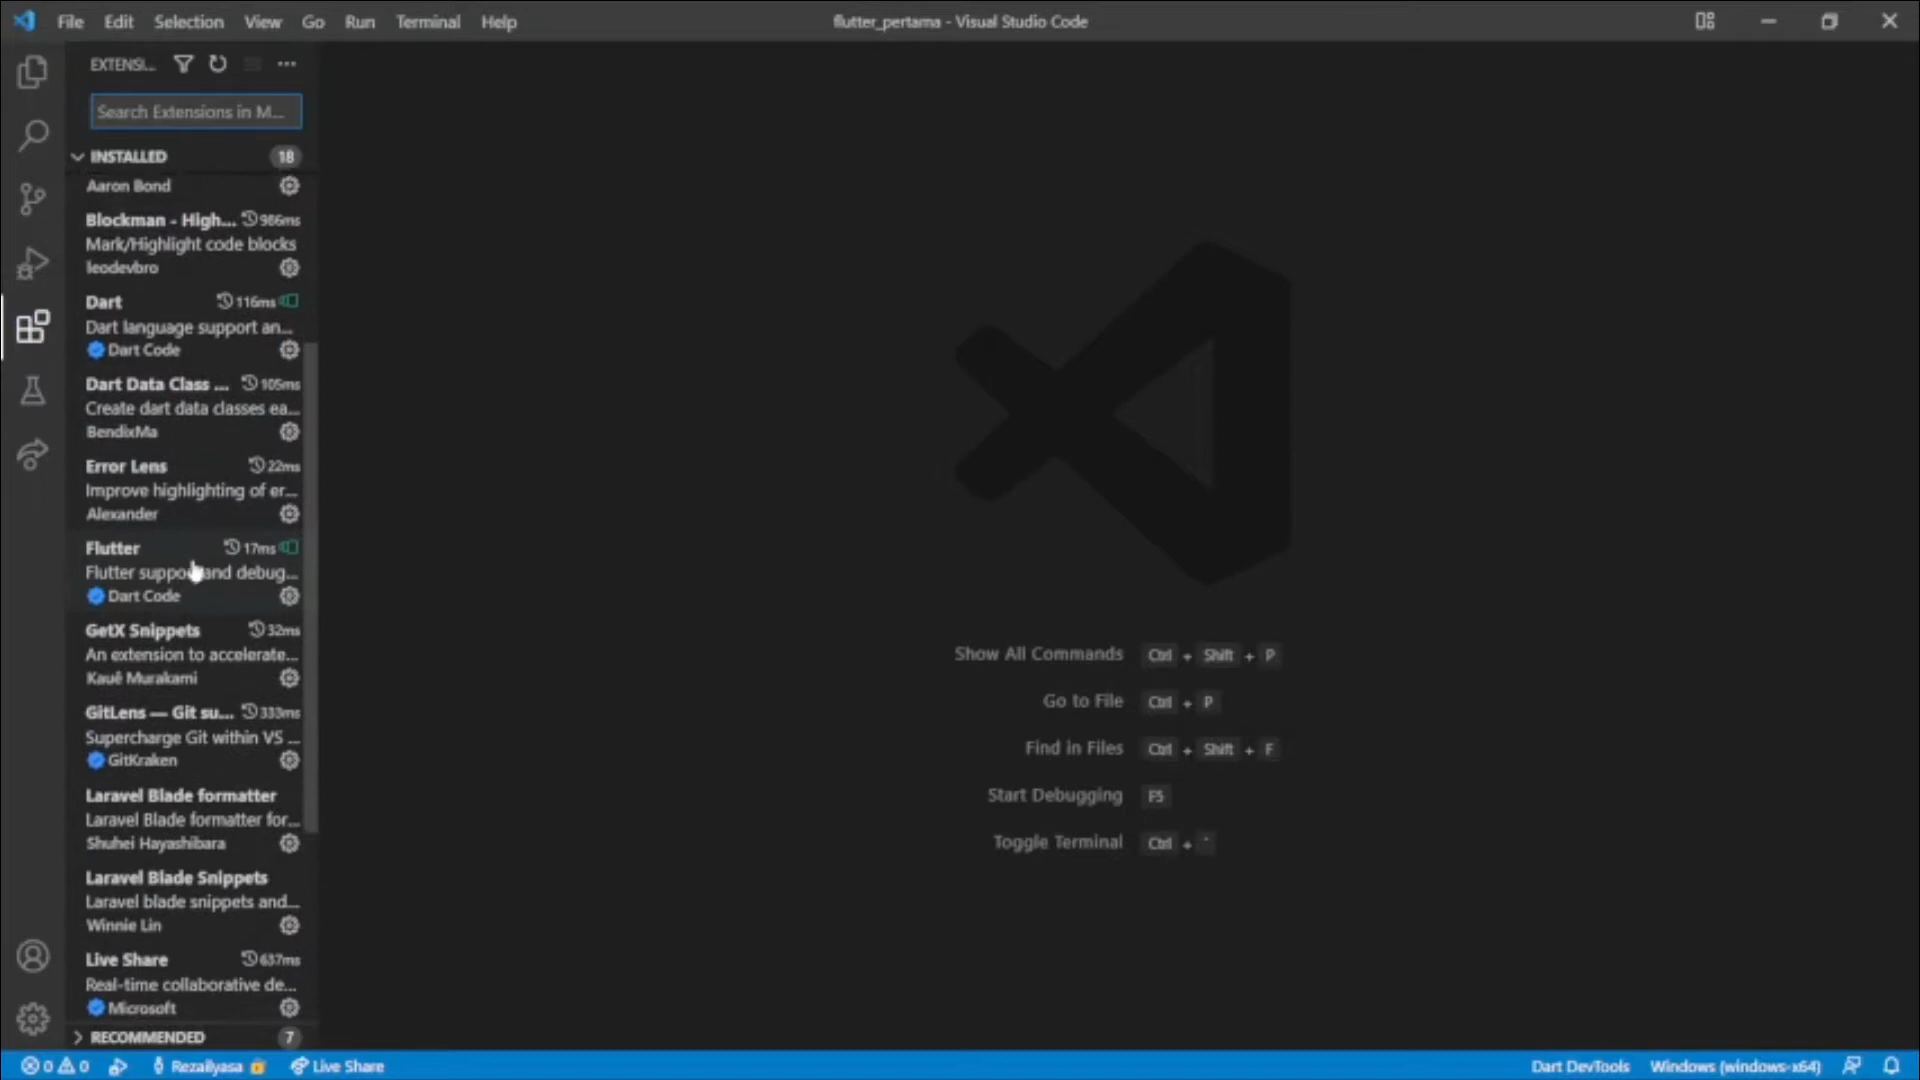 File Edit Selection View Go Run Terminal Help
flutter_pertama - Visual Studio Code
EXTENSI...
Search Extensions in M...
INSTALLED 18
Aaron Bond
Blockman - High... 986ms
Mark/Highlight code blocks
leodevbro
Dart 116ms
Dart language support an...
Dart Code
Dart Data Class ... 105ms
Create dart data classes ea...
BendixMa
Error Lens 22ms
Improve highlighting of er...
Alexander
Flutter 17ms
Flutter suppo and debug...
Dart Code
GetX Snippets 32ms
An extension to accelerate...
Kauê Murakami
GitLens — Git su... 333ms
Supercharge Git within VS ...
GitKraken
Laravel Blade formatter
Laravel Blade formatter for...
Shuhei Hayashibara
Laravel Blade Snippets
Laravel blade snippets and...
Winnie Lin
Live Share 637ms
Real-time collaborative de...
Microsoft
RECOMMENDED 7
Show All Commands Ctrl + Shift + P
Go to File Ctrl + P
Find in Files Ctrl + Shift + F
Start Debugging F5
Toggle Terminal Ctrl + `
0 0 Rezailyasa Live Share Dart DevTools Windows (windows-x64)